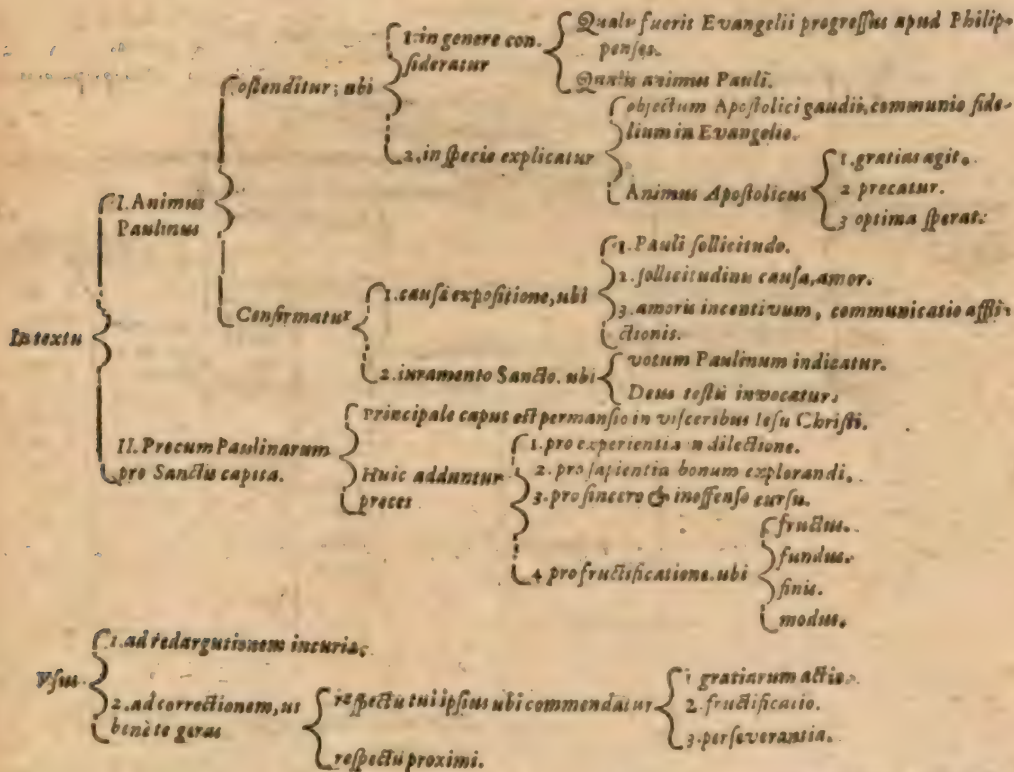 In textu
I. Animus
Paulinus
ostenditur; ubi
1. in genere con-
sideratur
Qualis fuerit Evangelii progressus apud Philip-
penses.
Qualis animus Pauli.
2. in specie explicatur
objectum Apostolici gaudii, communio fide-
lium in Evangelio.
Animus Apostolicus
1. gratias agit.
2 precatur.
3 optima sperat.
Confirmatur
1. causæ expositione, ubi
1. Pauli sollicitudo.
2. sollicitudinis causa, amor.
3. amoris incentivum, communicatio affli-
ctionis.
2. juramento Sancto. ubi
votum Paulinum indicatur.
Deus testis invocatur.
II. Precum Paulinarum
pro Sanctis capita.
Principale caput est permansio in visceribus Iesu Christi.
Huic adduntur
preces
1. pro experientia in dilectione.
2. pro sapientia bonum explorandi.
3. pro sincero & inoffenso cursu.
4 pro fructificatione. ubi
fructus.
fundus.
finis.
modus.
Vsus
1. ad redargutionem incuriæ,
2. ad correctionem, ut
benè te geras
respectu tui ipsius ubi commendatur
1 gratiarum actio.
2. fructificatio.
3. perseverantia.
respectu proximi.